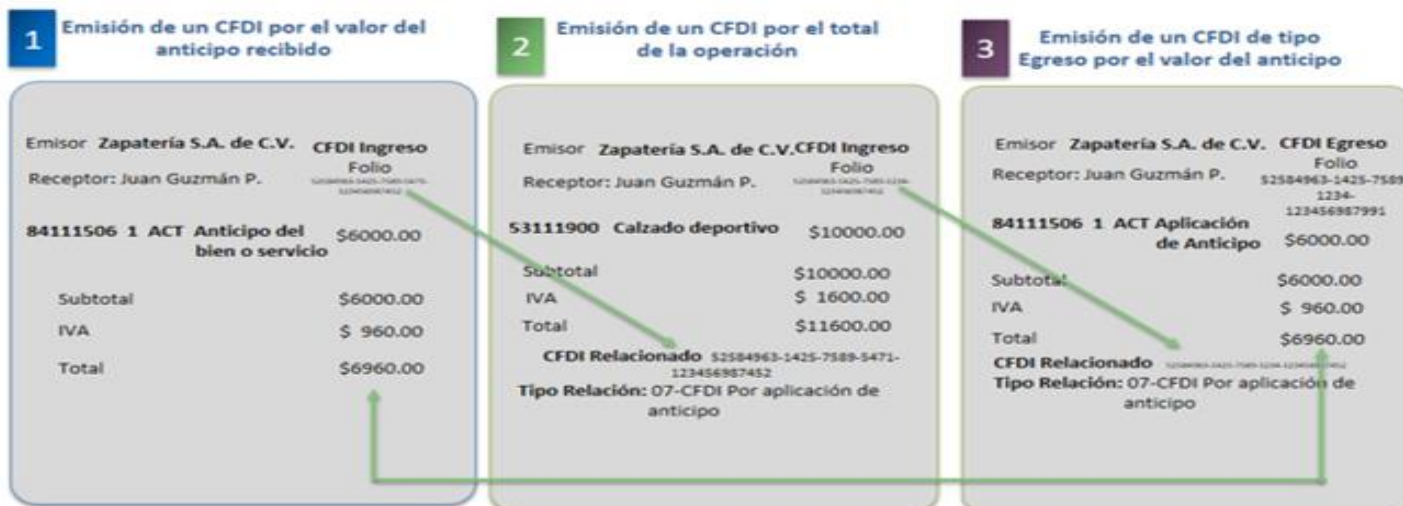 1
Emisión de un CFDI por el valor del
anticipo recibido
Emisor Zapatería S.A. de C.V. CFDI Ingreso
Folio
Receptor: Juan Guzmán P.
84111506 1 ACT Anticipo del $6000.00
bien o servicio
Subtotal $6000.00
IVA $ 960.00
Total $6960.00
2
Emisión de un CFDI por el total
de la operación
Emisor Zapatería S.A. de C.V. CFDI Ingreso
Folio
Receptor: Juan Guzmán P.
53111900 Calzado deportivo $10000.00
Subtotal $10000.00
IVA $ 1600.00
Total $11600.00
CFDI Relacionado 52584963-1425-7589-5471-
123456987452
Tipo Relación: 07-CFDI Por aplicación de
anticipo
3
Emisión de un CFDI de tipo
Egreso por el valor del anticipo
Emisor Zapatería S.A. de C.V. CFDI Egreso
Folio
Receptor: Juan Guzmán P. 52584963-1425-7589
1234-
123456987991
84111506 1 ACT Aplicación
de Anticipo $6000.00
Subtotal $6000.00
IVA $ 960.00
Total $6960.00
CFDI Relacionado
Tipo Relación: 07-CFDI Por aplicación de
anticipo